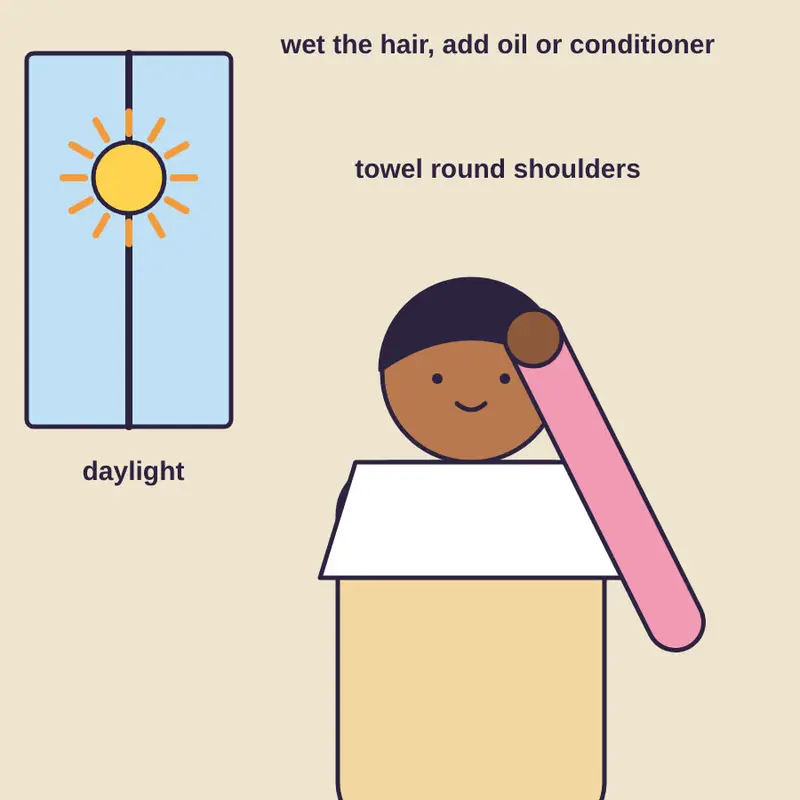 wet the hair, add oil or conditioner
towel round shoulders
daylight